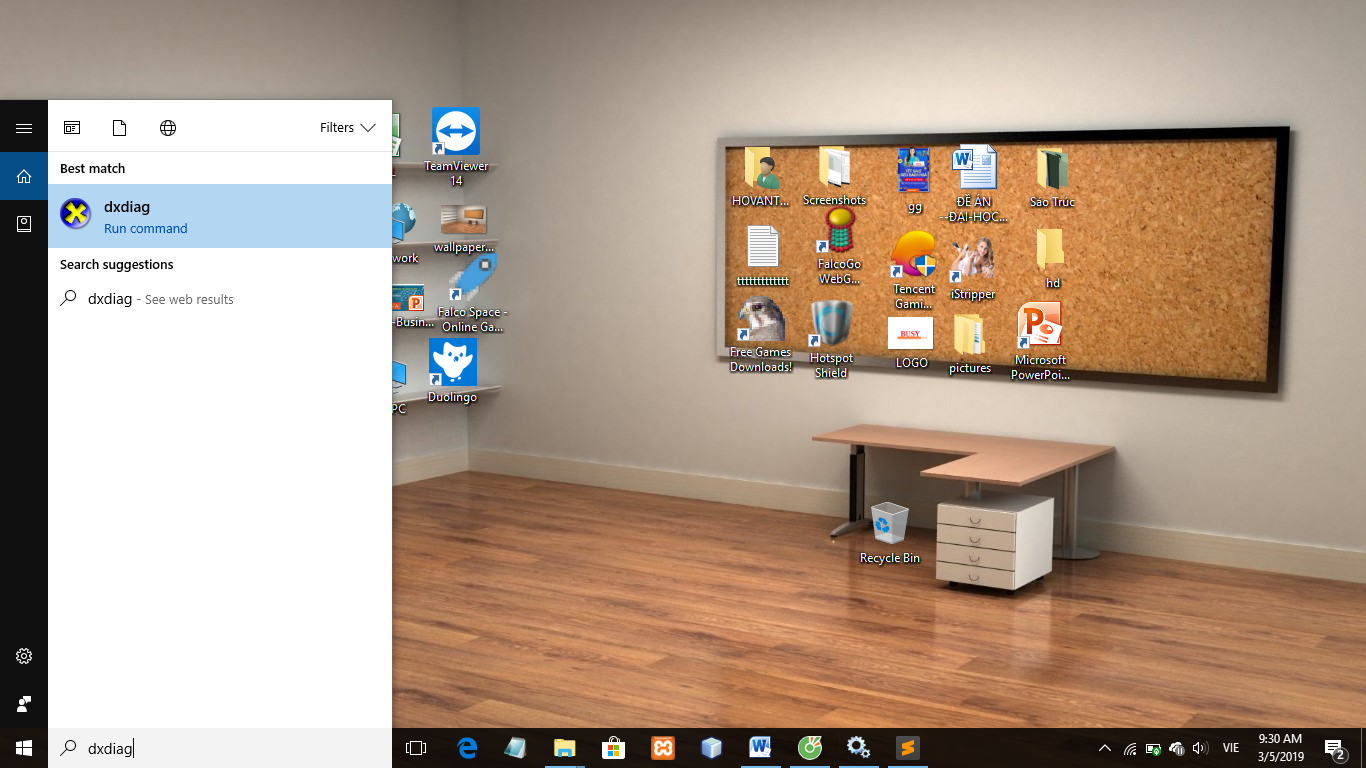 Filters
Best match
dxdiag
Run command
Search suggestions
dxdiag - See web results
dxdiag
TeamViewer
14
work
wallpaper...
-Busin...
Falco Space -
Online Ga...
PC
Duolingo
HOVANT...
Screenshots
gg
ĐỀ ÁN
--ĐẠI-HỌC...
Sáo Trúc
tttttttttttttt
FalcoGo
WebG...
Tencent
Gami...
iStripper
hd
Free Games
Downloads!
Hotspot
Shield
BUSY
LOGO
pictures
Microsoft
PowerPoi...
Recycle Bin
VIE
9:30 AM
3/5/2019
2